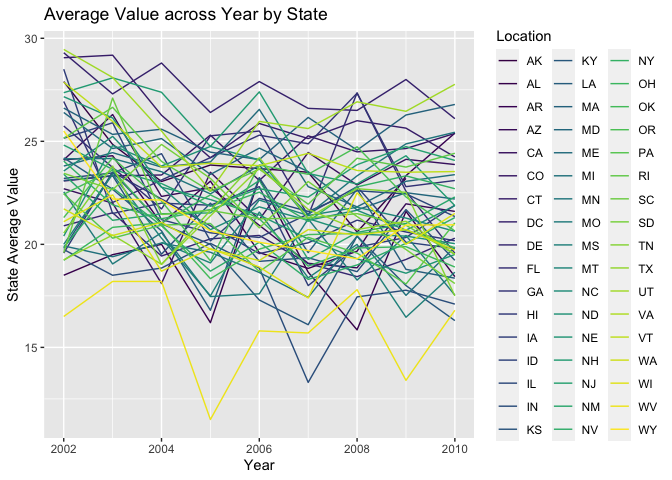 Average Value across Year by State
State Average Value
30
25
20
15
2002
2004
2006
2008
2010
Year
Location
AK
AL
AR
AZ
CA
CO
CT
DC
DE
FL
GA
HI
IA
ID
IL
IN
KS
KY
LA
MA
MD
ME
MI
MN
MO
MS
MT
NC
ND
NE
NH
NJ
NM
NV
NY
OH
OK
OR
PA
RI
SC
SD
TN
TX
UT
VA
VT
WA
WI
WV
WY